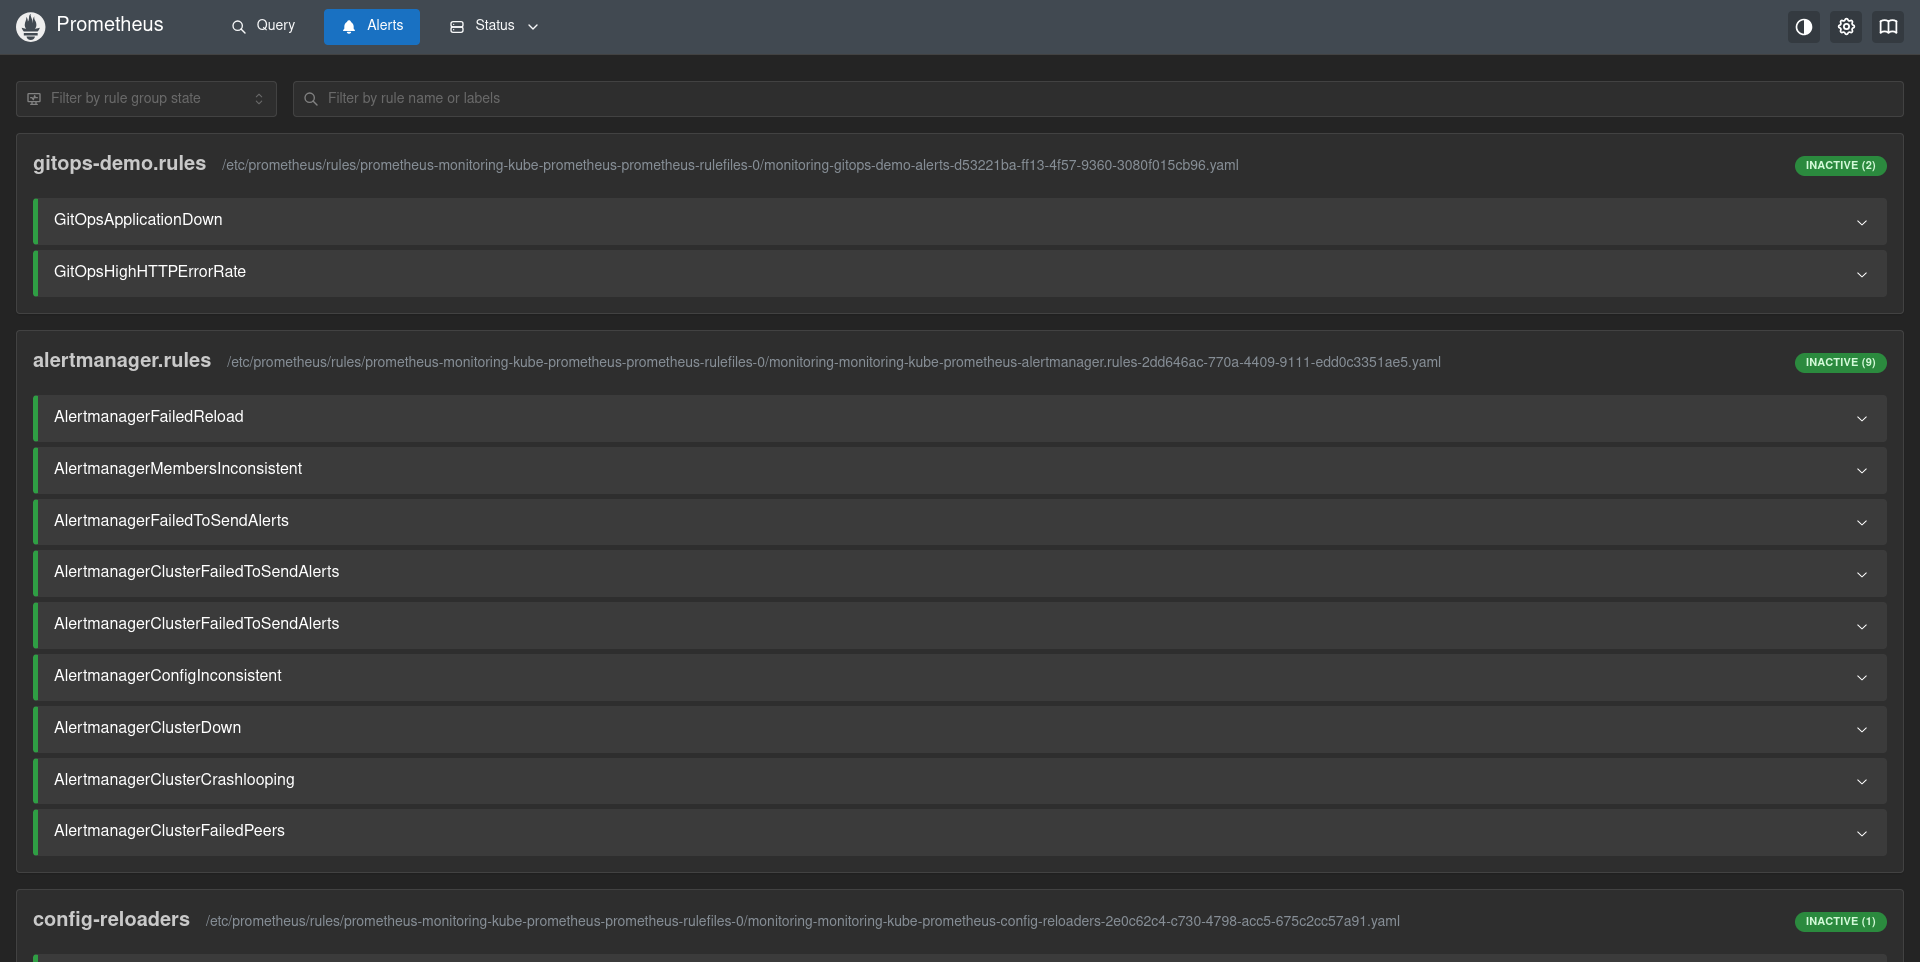 Prometheus Query Alerts Status
Filter by rule group state Filter by rule name or labels
gitops-demo.rules /etc/prometheus/rules/prometheus-monitoring-kube-prometheus-prometheus-rulefiles-0/monitoring-gitops-demo-alerts-d53221ba-ff13-4f57-9360-3080f015cb96.yaml INACTIVE (2)
GitOpsApplicationDown
GitOpsHighHTTPErrorRate
alertmanager.rules /etc/prometheus/rules/prometheus-monitoring-kube-prometheus-prometheus-rulefiles-0/monitoring-monitoring-kube-prometheus-alertmanager.rules-2dd646ac-770a-4409-9111-edd0c3351ae5.yaml INACTIVE (9)
AlertmanagerFailedReload
AlertmanagerMembersInconsistent
AlertmanagerFailedToSendAlerts
AlertmanagerClusterFailedToSendAlerts
AlertmanagerClusterFailedToSendAlerts
AlertmanagerConfigInconsistent
AlertmanagerClusterDown
AlertmanagerClusterCrashlooping
AlertmanagerClusterFailedPeers
config-reloaders /etc/prometheus/rules/prometheus-monitoring-kube-prometheus-prometheus-rulefiles-0/monitoring-monitoring-kube-prometheus-config-reloaders-2e0c62c4-c730-4798-acc5-675c2cc57a91.yaml INACTIVE (1)